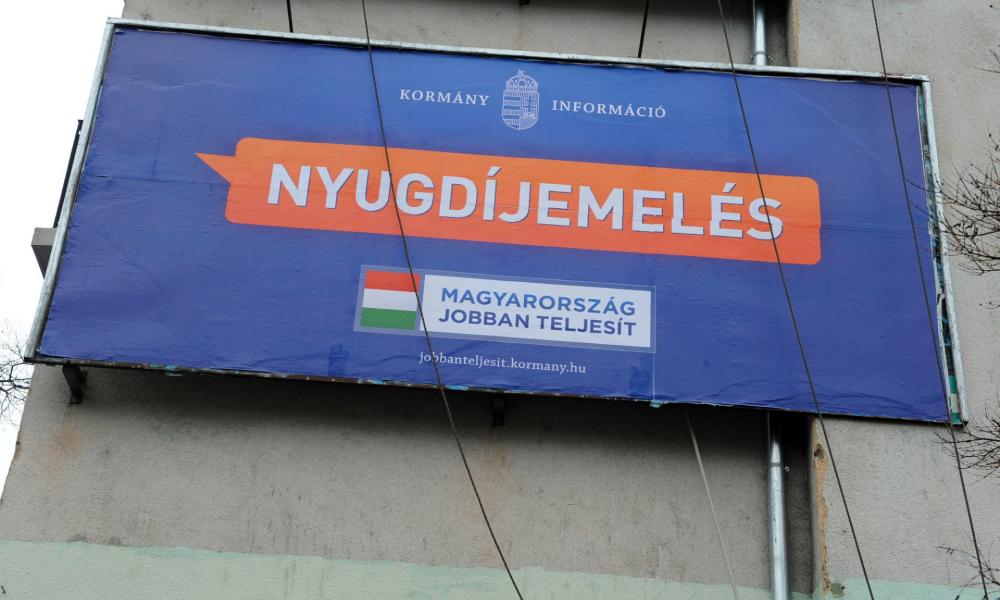 KORMÁNY INFORMÁCIÓ
NYUGDÍJEMELÉS
MAGYARORSZÁG
JOBBAN TELJESÍT
jobbanteljesit.kormany.hu